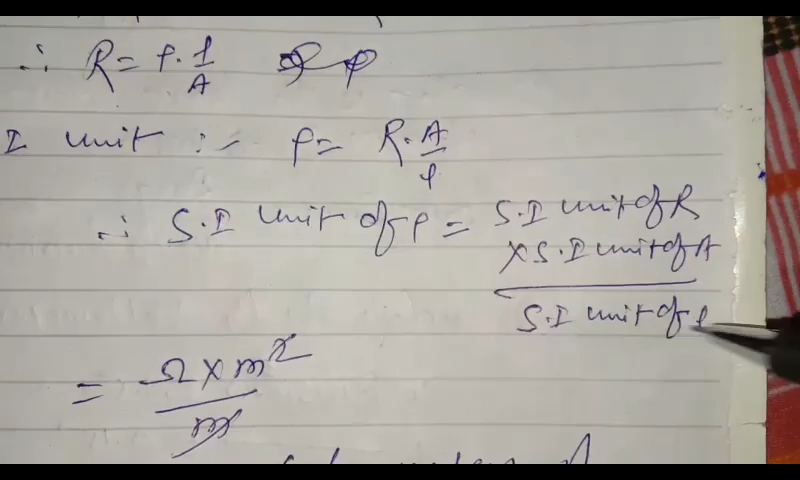 ∴ R = ρ · l/A
I unit :- ρ = R · A/l
∴ S.I unit of ρ = S.I unit of R
× S.I unit of A
S.I unit of l
= Ω × m²
m